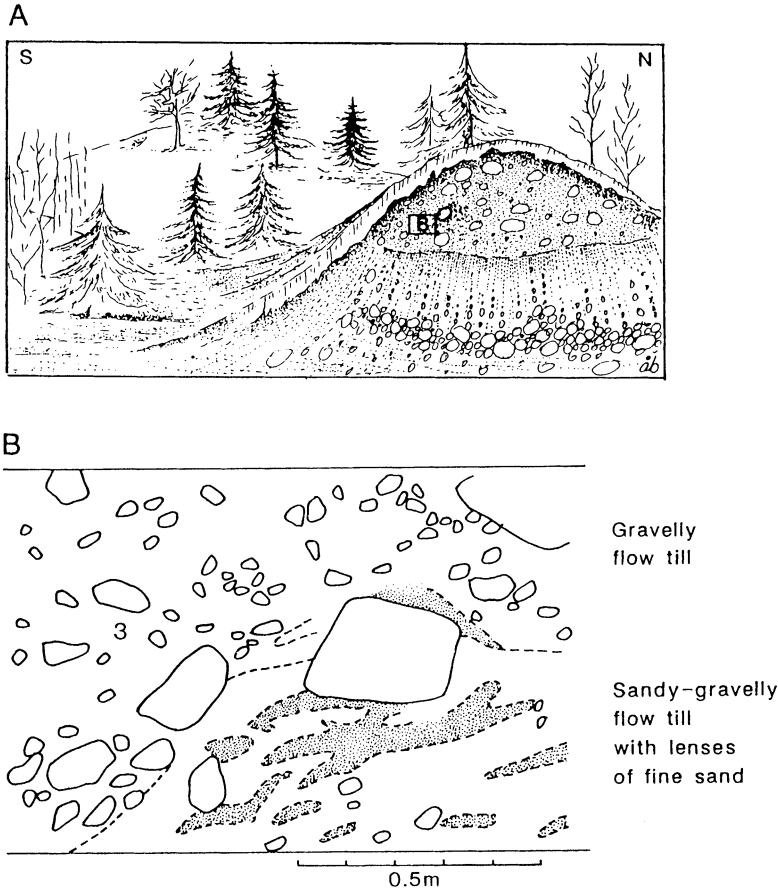 A
S
N
B
ab
B
Gravelly
flow till
3
Sandy-gravelly
flow till
with lenses
of fine sand
0.5m